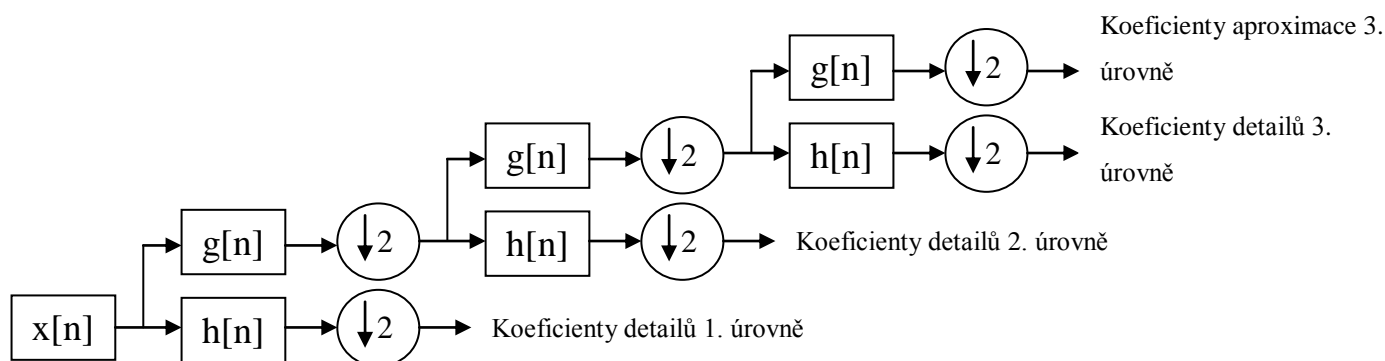 Koeficienty aproximace 3.
úrovně
g[n]
↓2
Koeficienty detailů 3.
úrovně
h[n]
↓2
g[n]
↓2
h[n]
↓2
Koeficienty detailů 2. úrovně
g[n]
↓2
x[n]
h[n]
↓2
Koeficienty detailů 1. úrovně